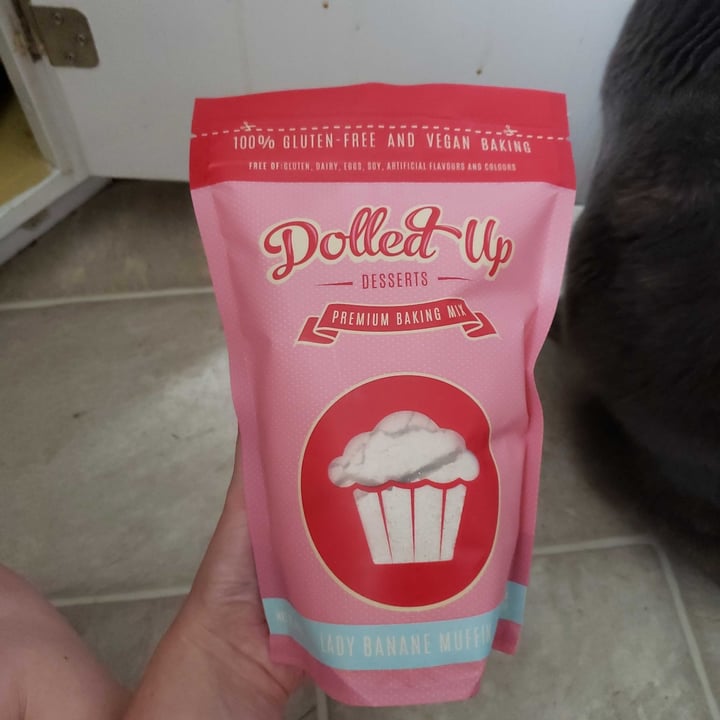 100% GLUTEN-FREE AND VEGAN BAKING
FREE OF: GLUTEN, DAIRY, EGGS, SOY, ARTIFICIAL FLAVOURS AND COLOURS
Dolled Up
DESSERTS
PREMIUM BAKING MIX
LADY BANANE MUFFIN